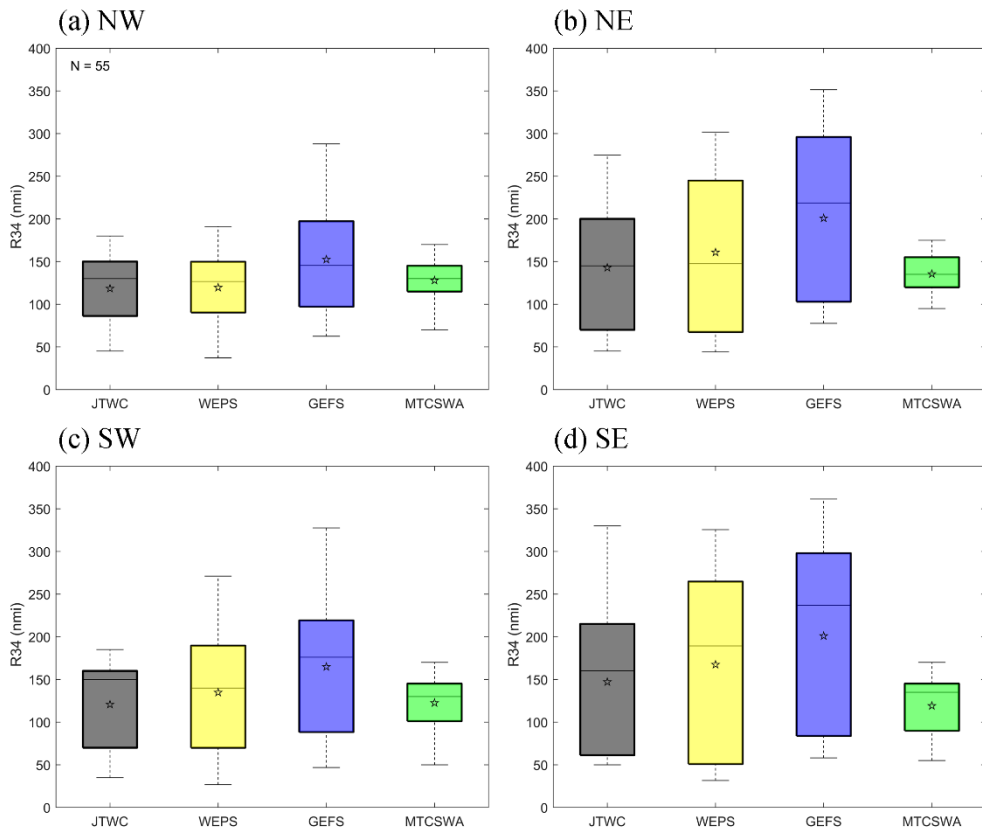 (a) NW
N = 55
R34 (nmi)
400
350
300
250
200
150
100
50
0
JTWC WEPS GEFS MTCSWA
(b) NE
R34 (nmi)
400
350
300
250
200
150
100
50
0
JTWC WEPS GEFS MTCSWA
(c) SW
R34 (nmi)
400
350
300
250
200
150
100
50
0
JTWC WEPS GEFS MTCSWA
(d) SE
R34 (nmi)
400
350
300
250
200
150
100
50
0
JTWC WEPS GEFS MTCSWA